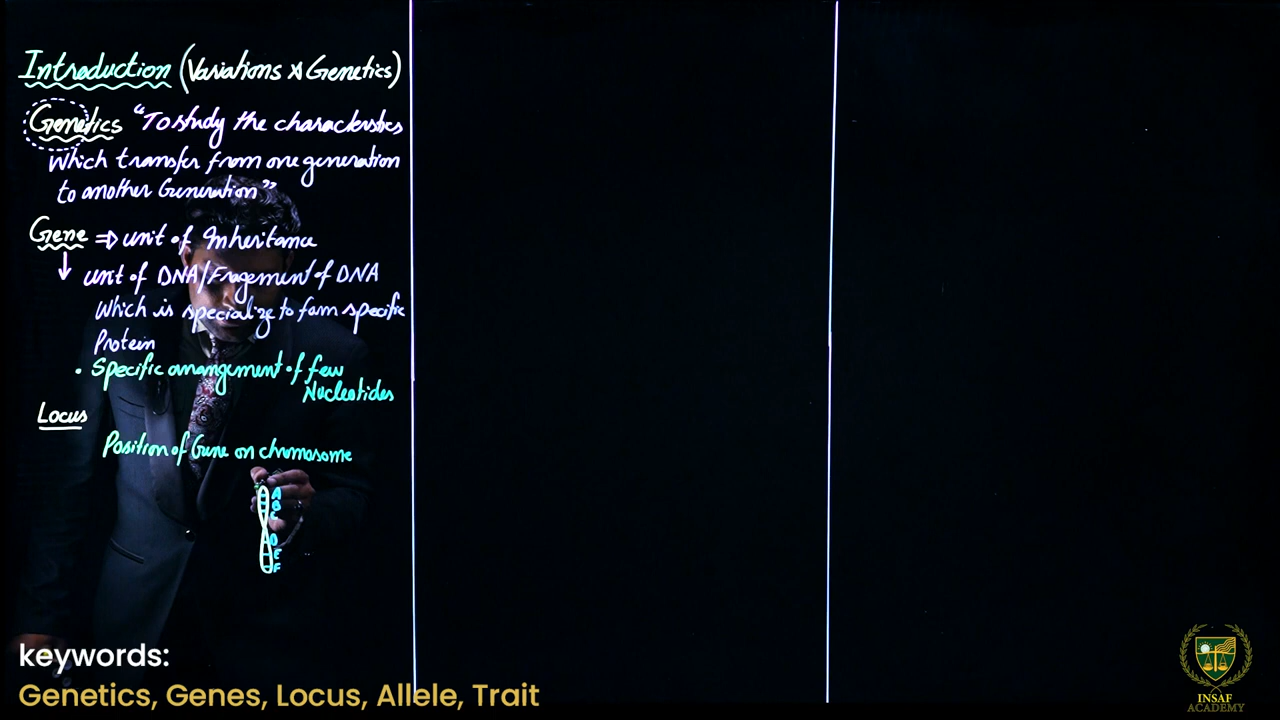 Introduction (Variations & Genetics)
Genetics "To study the characteristics
Which transfer from one generation
to another Generation"
Gene ⇒ unit of Inheritance
↓ unit of DNA/Fragement of DNA
Which is specialize to form specific
Protein
• Specific arrangement of few
Nucleotides
Locus
Position of Gene on chromosome
A
B
C
D
E
F
keywords:
Genetics, Genes, Locus, Allele, Trait
INSAF
ACADEMY